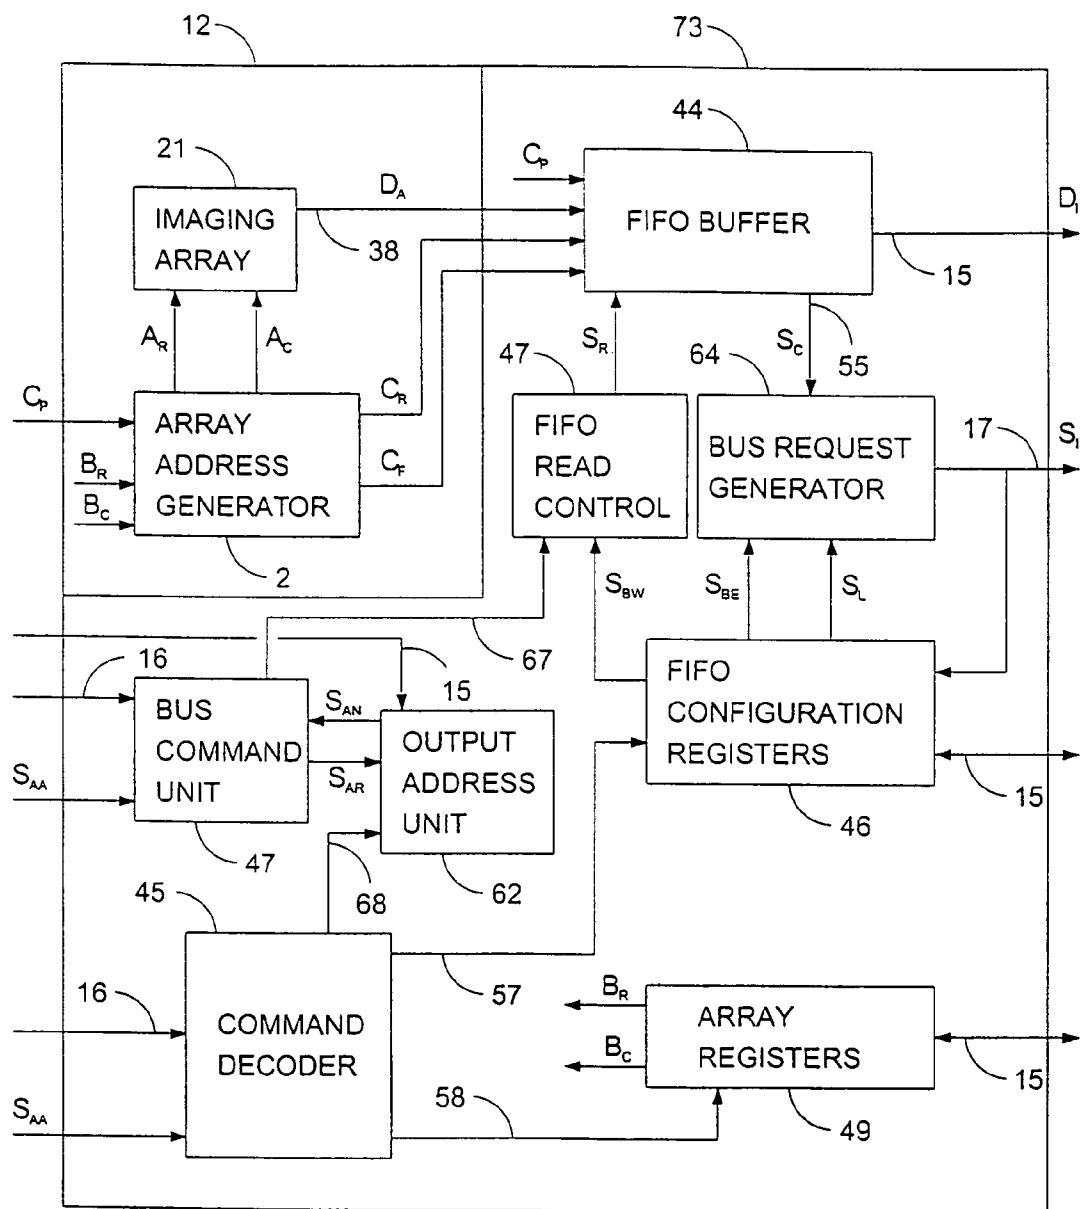 12
73
21
44
IMAGING
ARRAY
D_A
38
C_P
FIFO BUFFER
D_I
15
A_R
A_C
S_R
S_C
55
47
64
C_P
ARRAY
ADDRESS
GENERATOR
B_R
B_C
C_R
C_F
2
FIFO
READ
CONTROL
BUS REQUEST
GENERATOR
17
S_I
S_BW
S_BE
S_L
67
16
15
BUS
COMMAND
UNIT
S_AN
S_AR
S_AA
47
OUTPUT
ADDRESS
UNIT
62
FIFO
CONFIGURATION
REGISTERS
15
46
45
68
57
16
COMMAND
DECODER
S_AA
58
B_R
B_C
ARRAY
REGISTERS
15
49